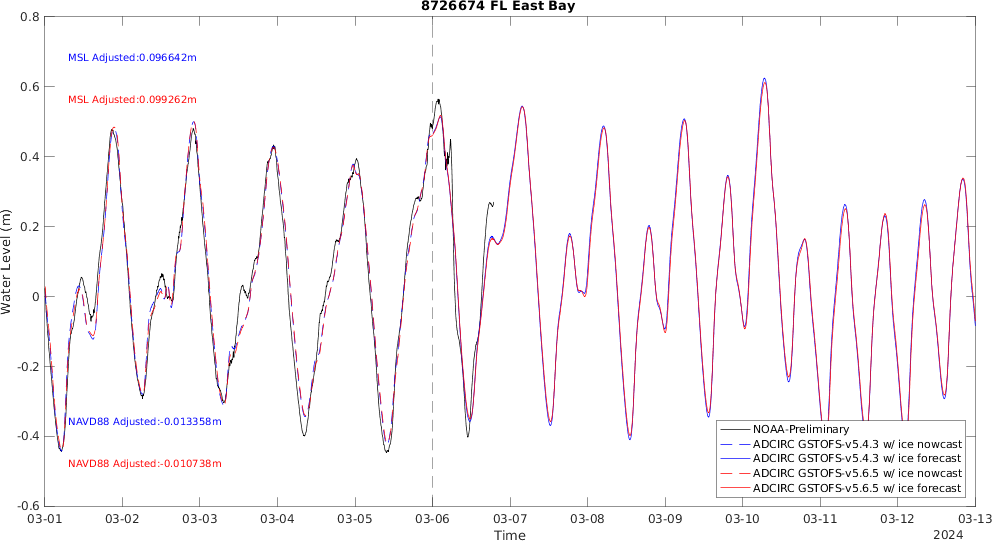 8726674 FL East Bay
0.8
0.6
0.4
0.2
0
-0.2
-0.4
-0.6
Water Level (m)
MSL Adjusted:0.096642m
MSL Adjusted:0.099262m
NAVD88 Adjusted:-0.013358m
NAVD88 Adjusted:-0.010738m
NOAA-Preliminary
ADCIRC GSTOFS-v5.4.3 w/ ice nowcast
ADCIRC GSTOFS-v5.4.3 w/ ice forecast
ADCIRC GSTOFS-v5.6.5 w/ ice nowcast
ADCIRC GSTOFS-v5.6.5 w/ ice forecast
03-01 03-02 03-03 03-04 03-05 03-06 03-07 03-08 03-09 03-10 03-11 03-12 03-13
Time
2024